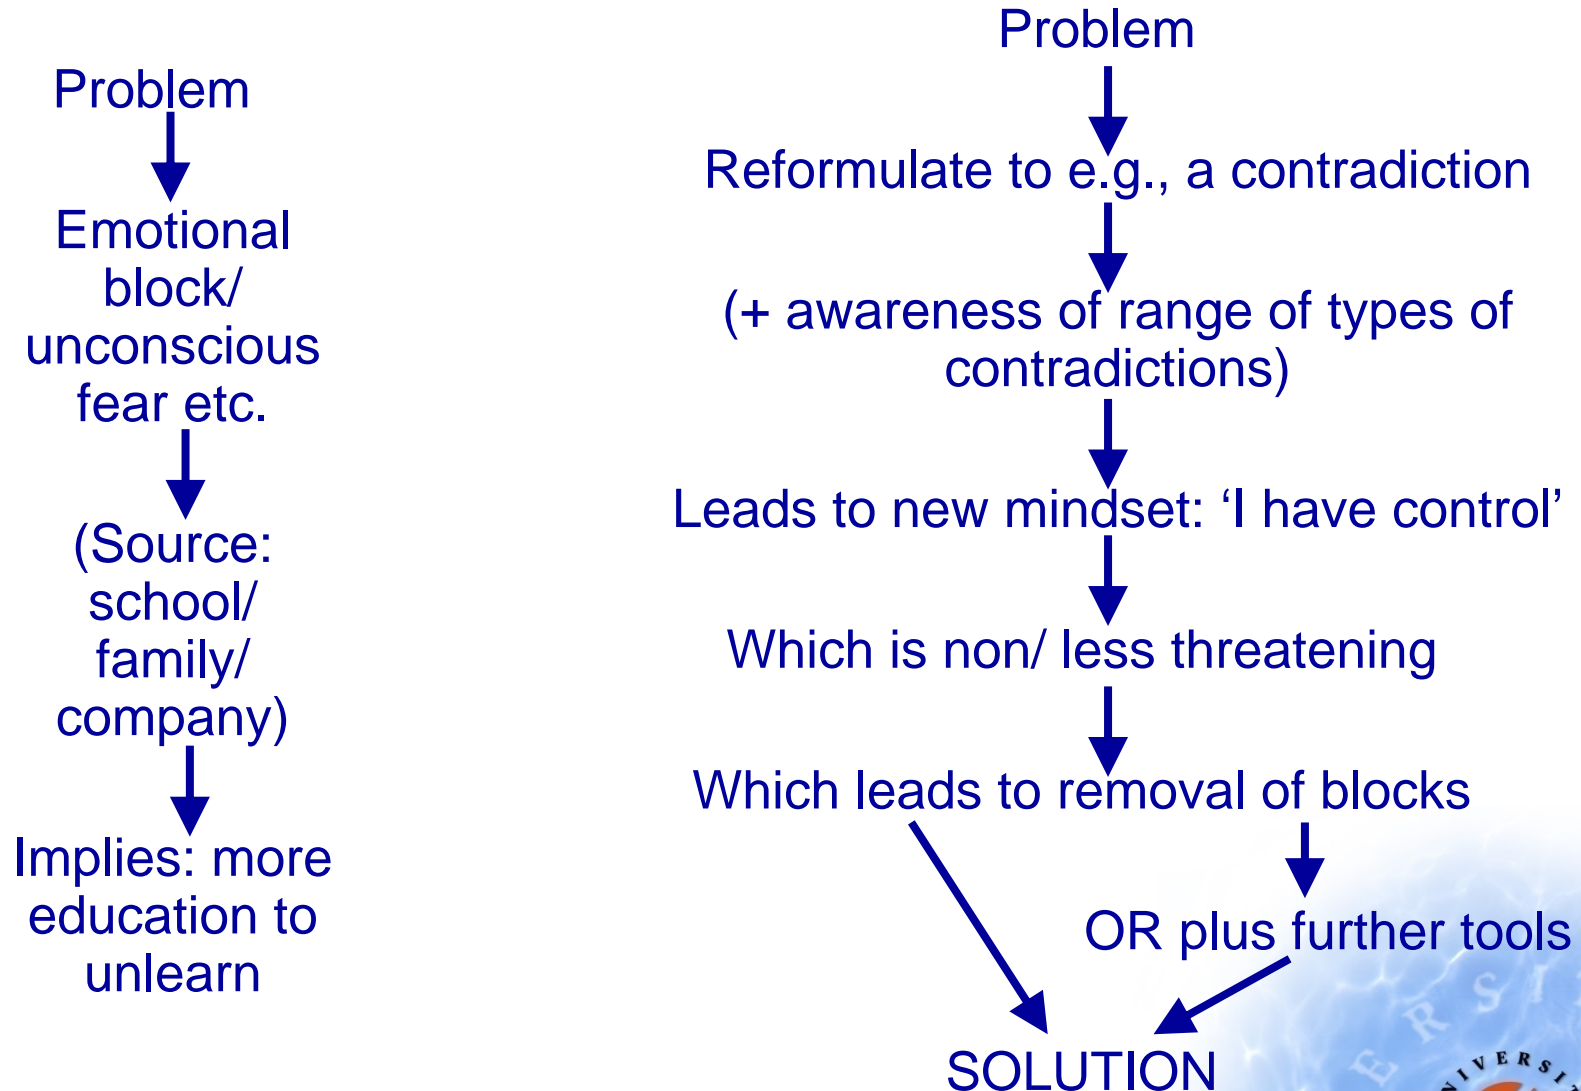 Problem
Emotional
block/
unconscious
fear etc.
(Source:
school/
family/
company)
Implies: more
education to
unlearn
Problem
Reformulate to e.g., a contradiction
(+ awareness of range of types of
contradictions)
Leads to new mindset: ‘I have control’
Which is non/ less threatening
Which leads to removal of blocks
OR plus further tools
SOLUTION